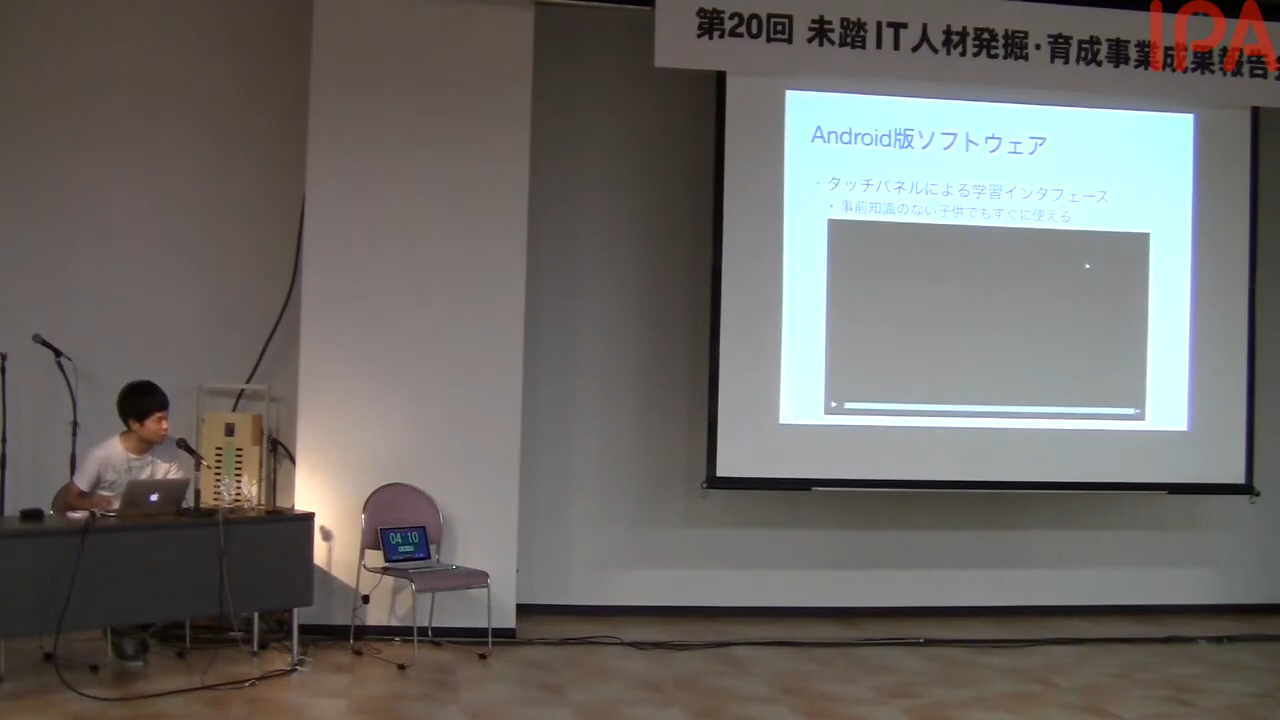 第20回 未踏IT人材発掘・育成事業成果報告会
IPA
Android版ソフトウェア
・タッチパネルによる学習インタフェース
・事前知識のない子供でもすぐに使える
04:10